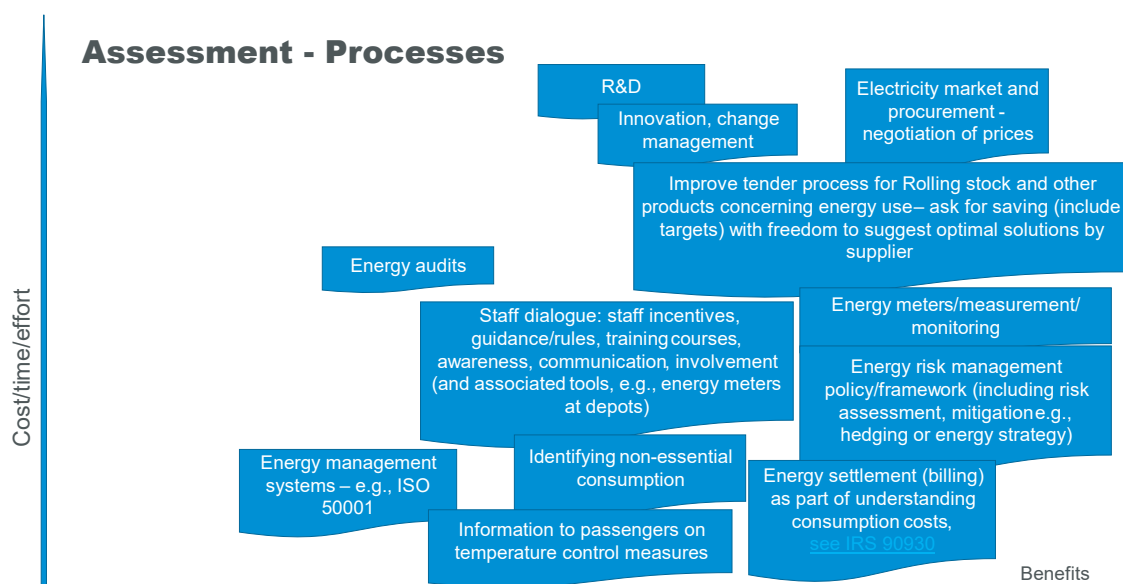 Assessment - Processes
R&D
Innovation, change
management
Electricity market and
procurement -
negotiation of prices
Improve tender process for Rolling stock and other
products concerning energy use– ask for saving (include
targets) with freedom to suggest optimal solutions by
supplier
Energy audits
Energy meters/measurement/
monitoring
Staff dialogue: staff incentives,
guidance/rules, training courses,
awareness, communication, involvement
(and associated tools, e.g., energy meters
at depots)
Energy risk management
policy/framework (including risk
assessment, mitigation e.g.,
hedging or energy strategy)
Cost/time/effort
Energy management
systems – e.g., ISO
50001
Identifying non-essential
consumption
Energy settlement (billing)
as part of understanding
consumption costs,
see IRS 90930
Information to passengers on
temperature control measures
Benefits